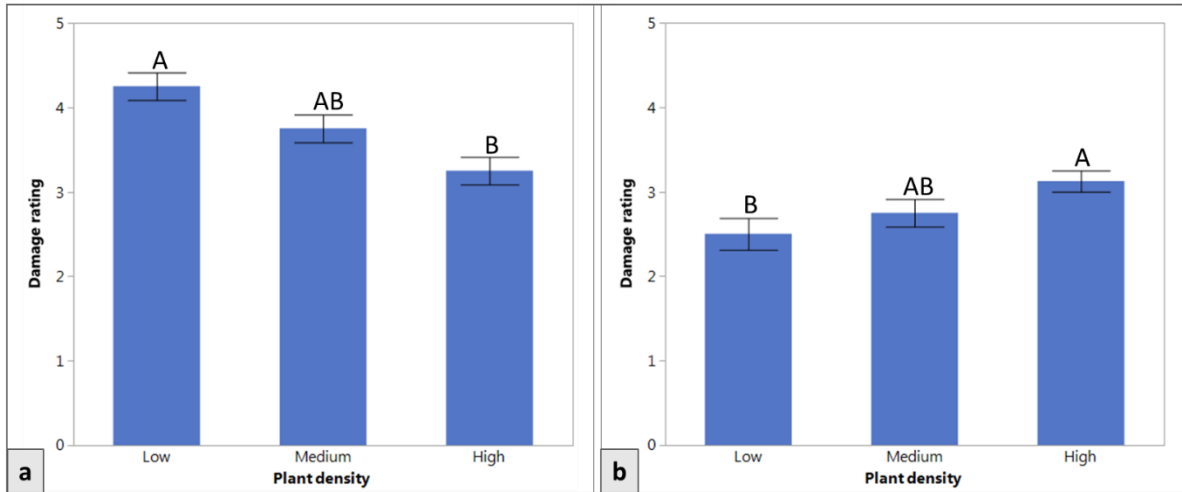 5
4
3
2
1
0
Damage rating
A
AB
B
Low
Medium
High
Plant density
a
5
4
3
2
1
0
Damage rating
B
AB
A
Low
Medium
High
Plant density
b